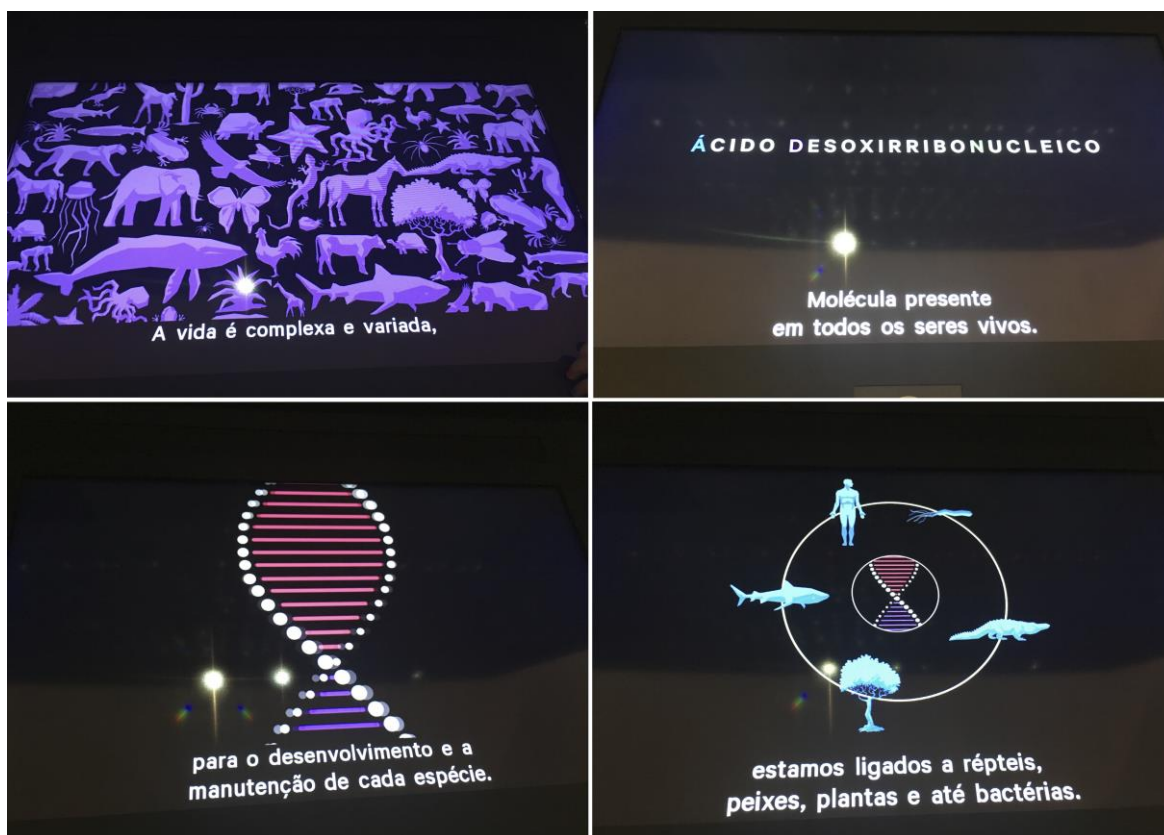 A vida é complexa e variada,
ÁCIDO DESOXIRRIBONUCLEICO
Molécula presente
em todos os seres vivos.
para o desenvolvimento e a
manutenção de cada espécie.
estamos ligados a répteis,
peixes, plantas e até bactérias.